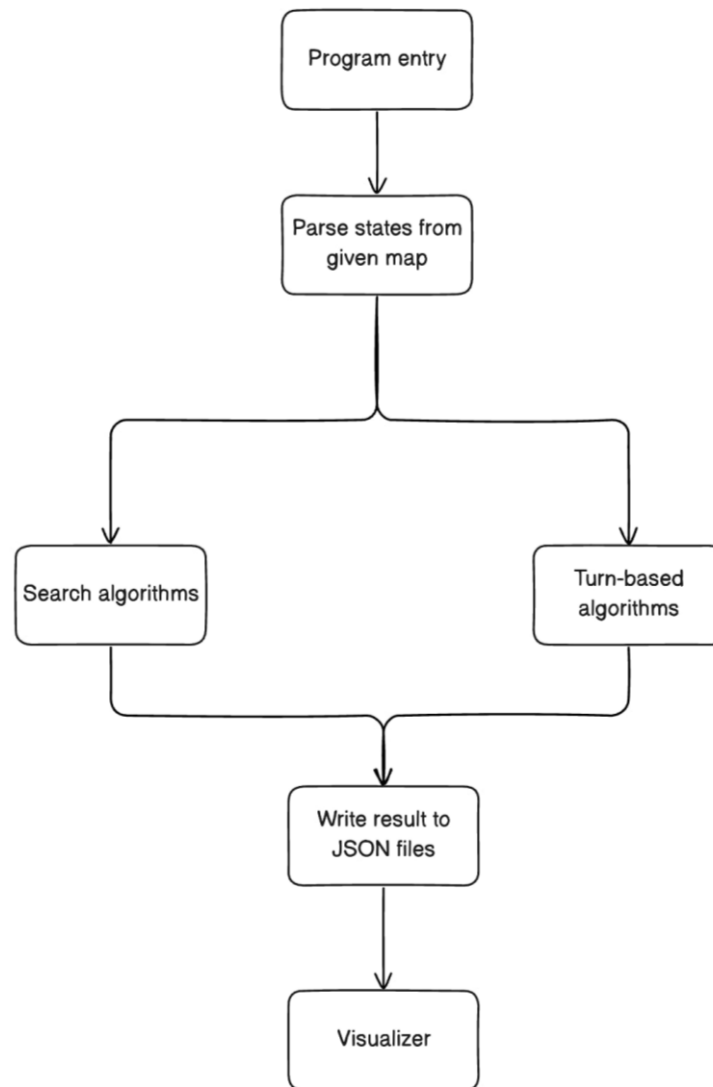 Program entry
Parse states from
given map
Search algorithms
Turn-based
algorithms
Write result to
JSON files
Visualizer